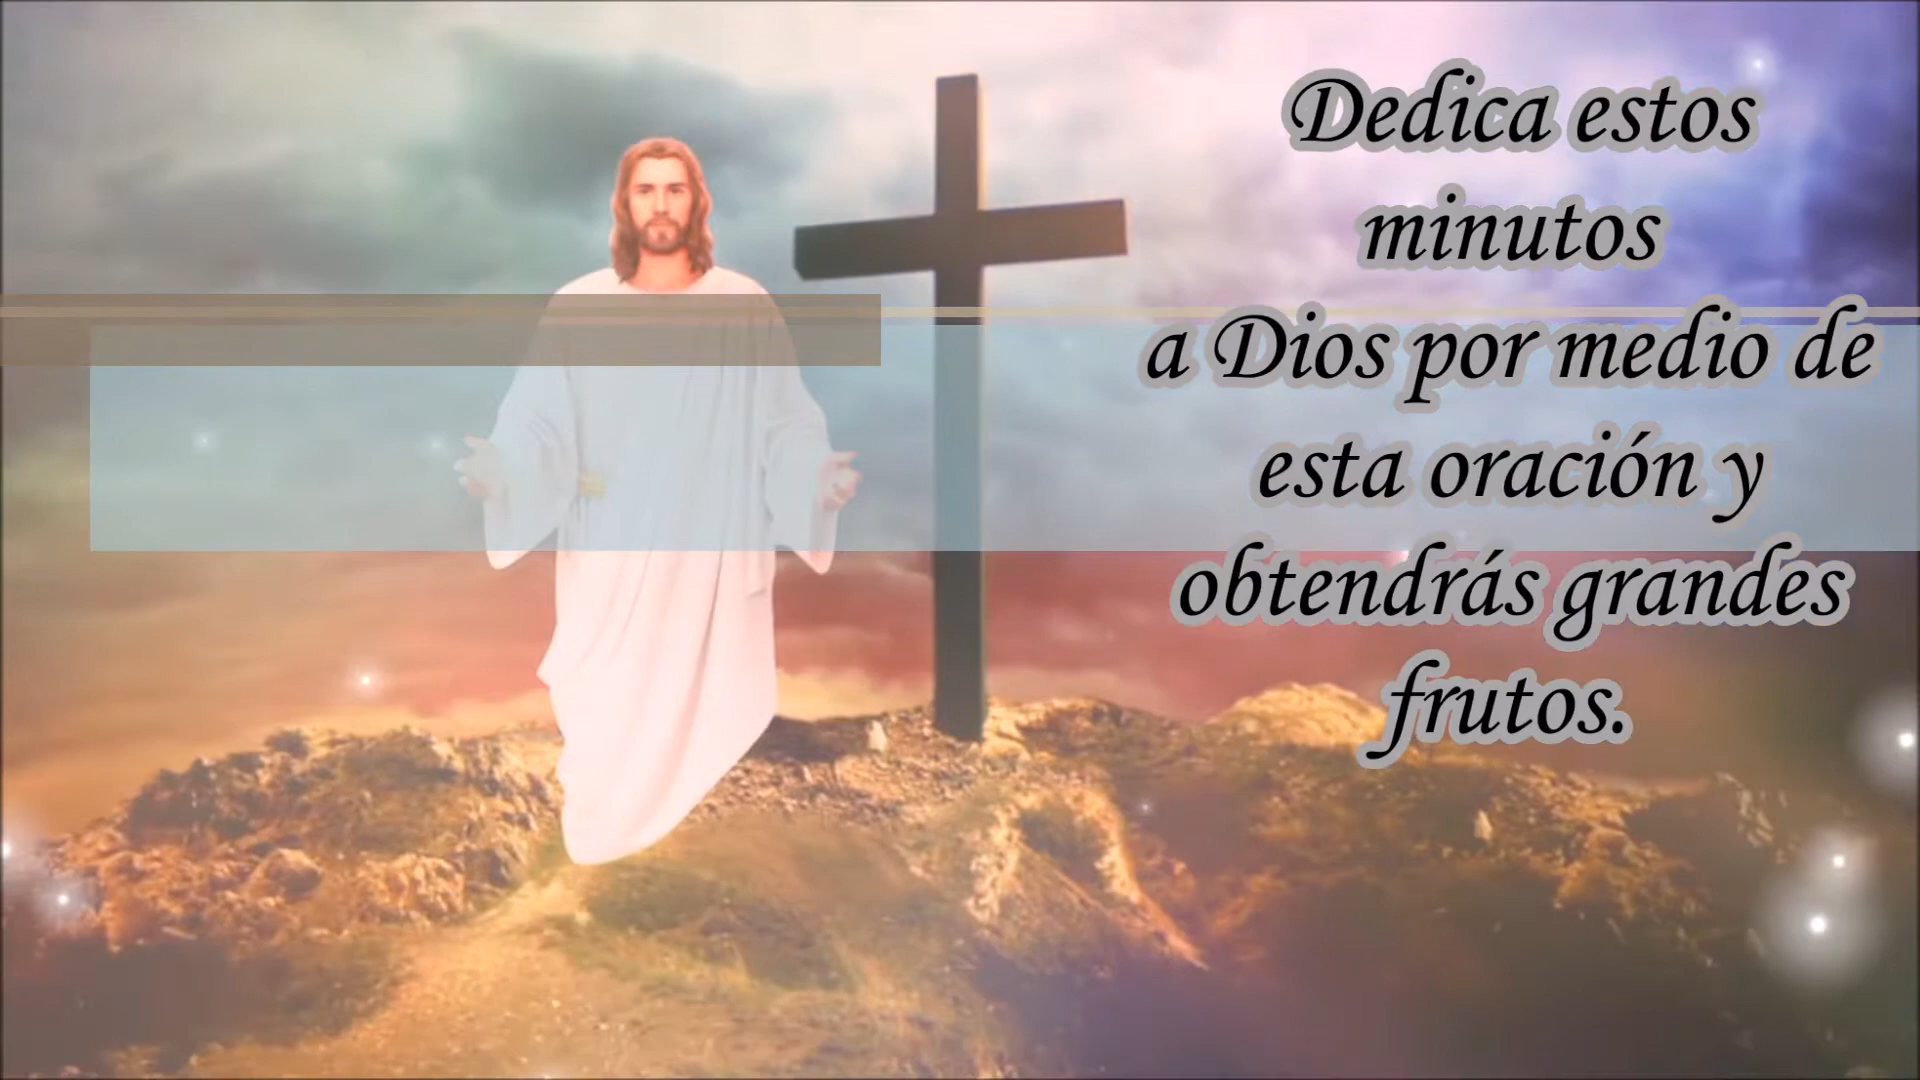 Dedica estos
minutos
a Dios por medio de
esta oración y
obtendrás grandes
frutos.